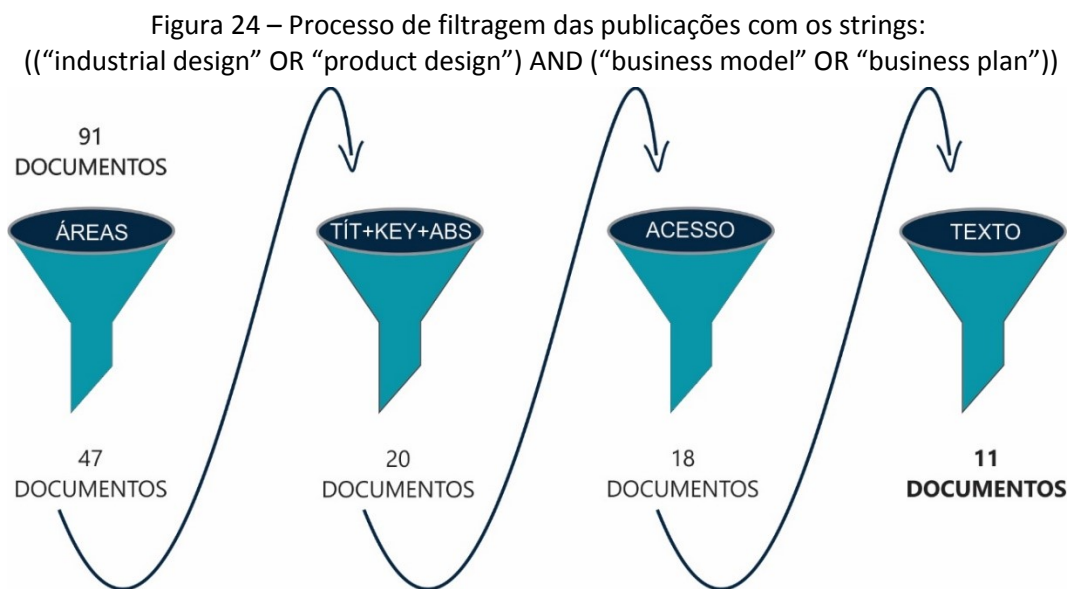 Figura 24 – Processo de filtragem das publicações com os strings:
((“industrial design” OR “product design”) AND (“business model” OR “business plan”))
91
DOCUMENTOS
ÁREAS
47
DOCUMENTOS
TÍT+KEY+ABS
20
DOCUMENTOS
ACESSO
18
DOCUMENTOS
TEXTO
11
DOCUMENTOS